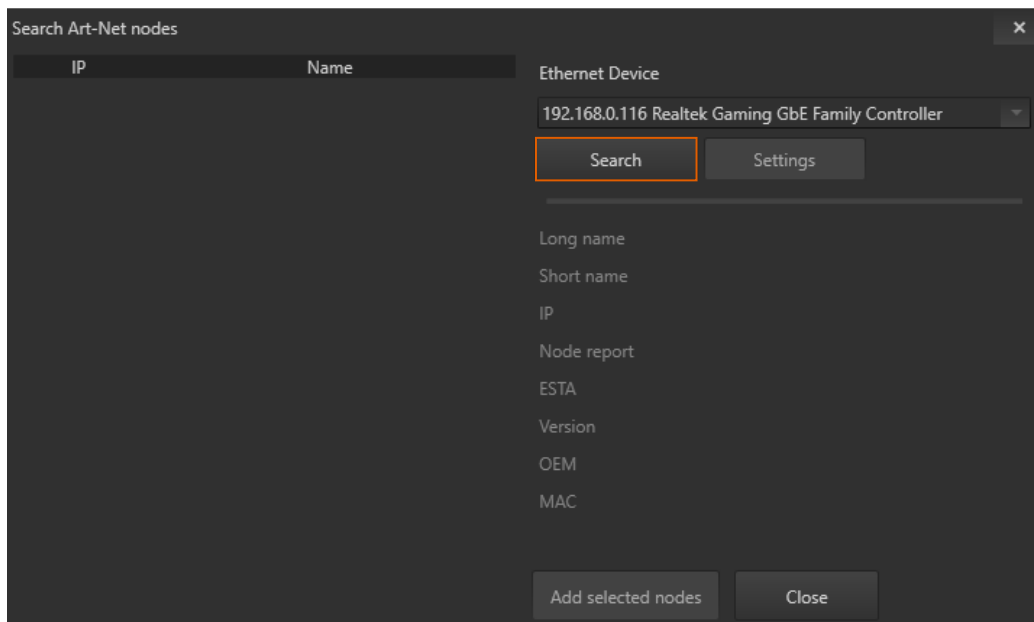 Search Art-Net nodes
IP Name
Ethernet Device
192.168.0.116 Realtek Gaming GbE Family Controller
Search Settings
Long name
Short name
IP
Node report
ESTA
Version
OEM
MAC
Add selected nodes Close